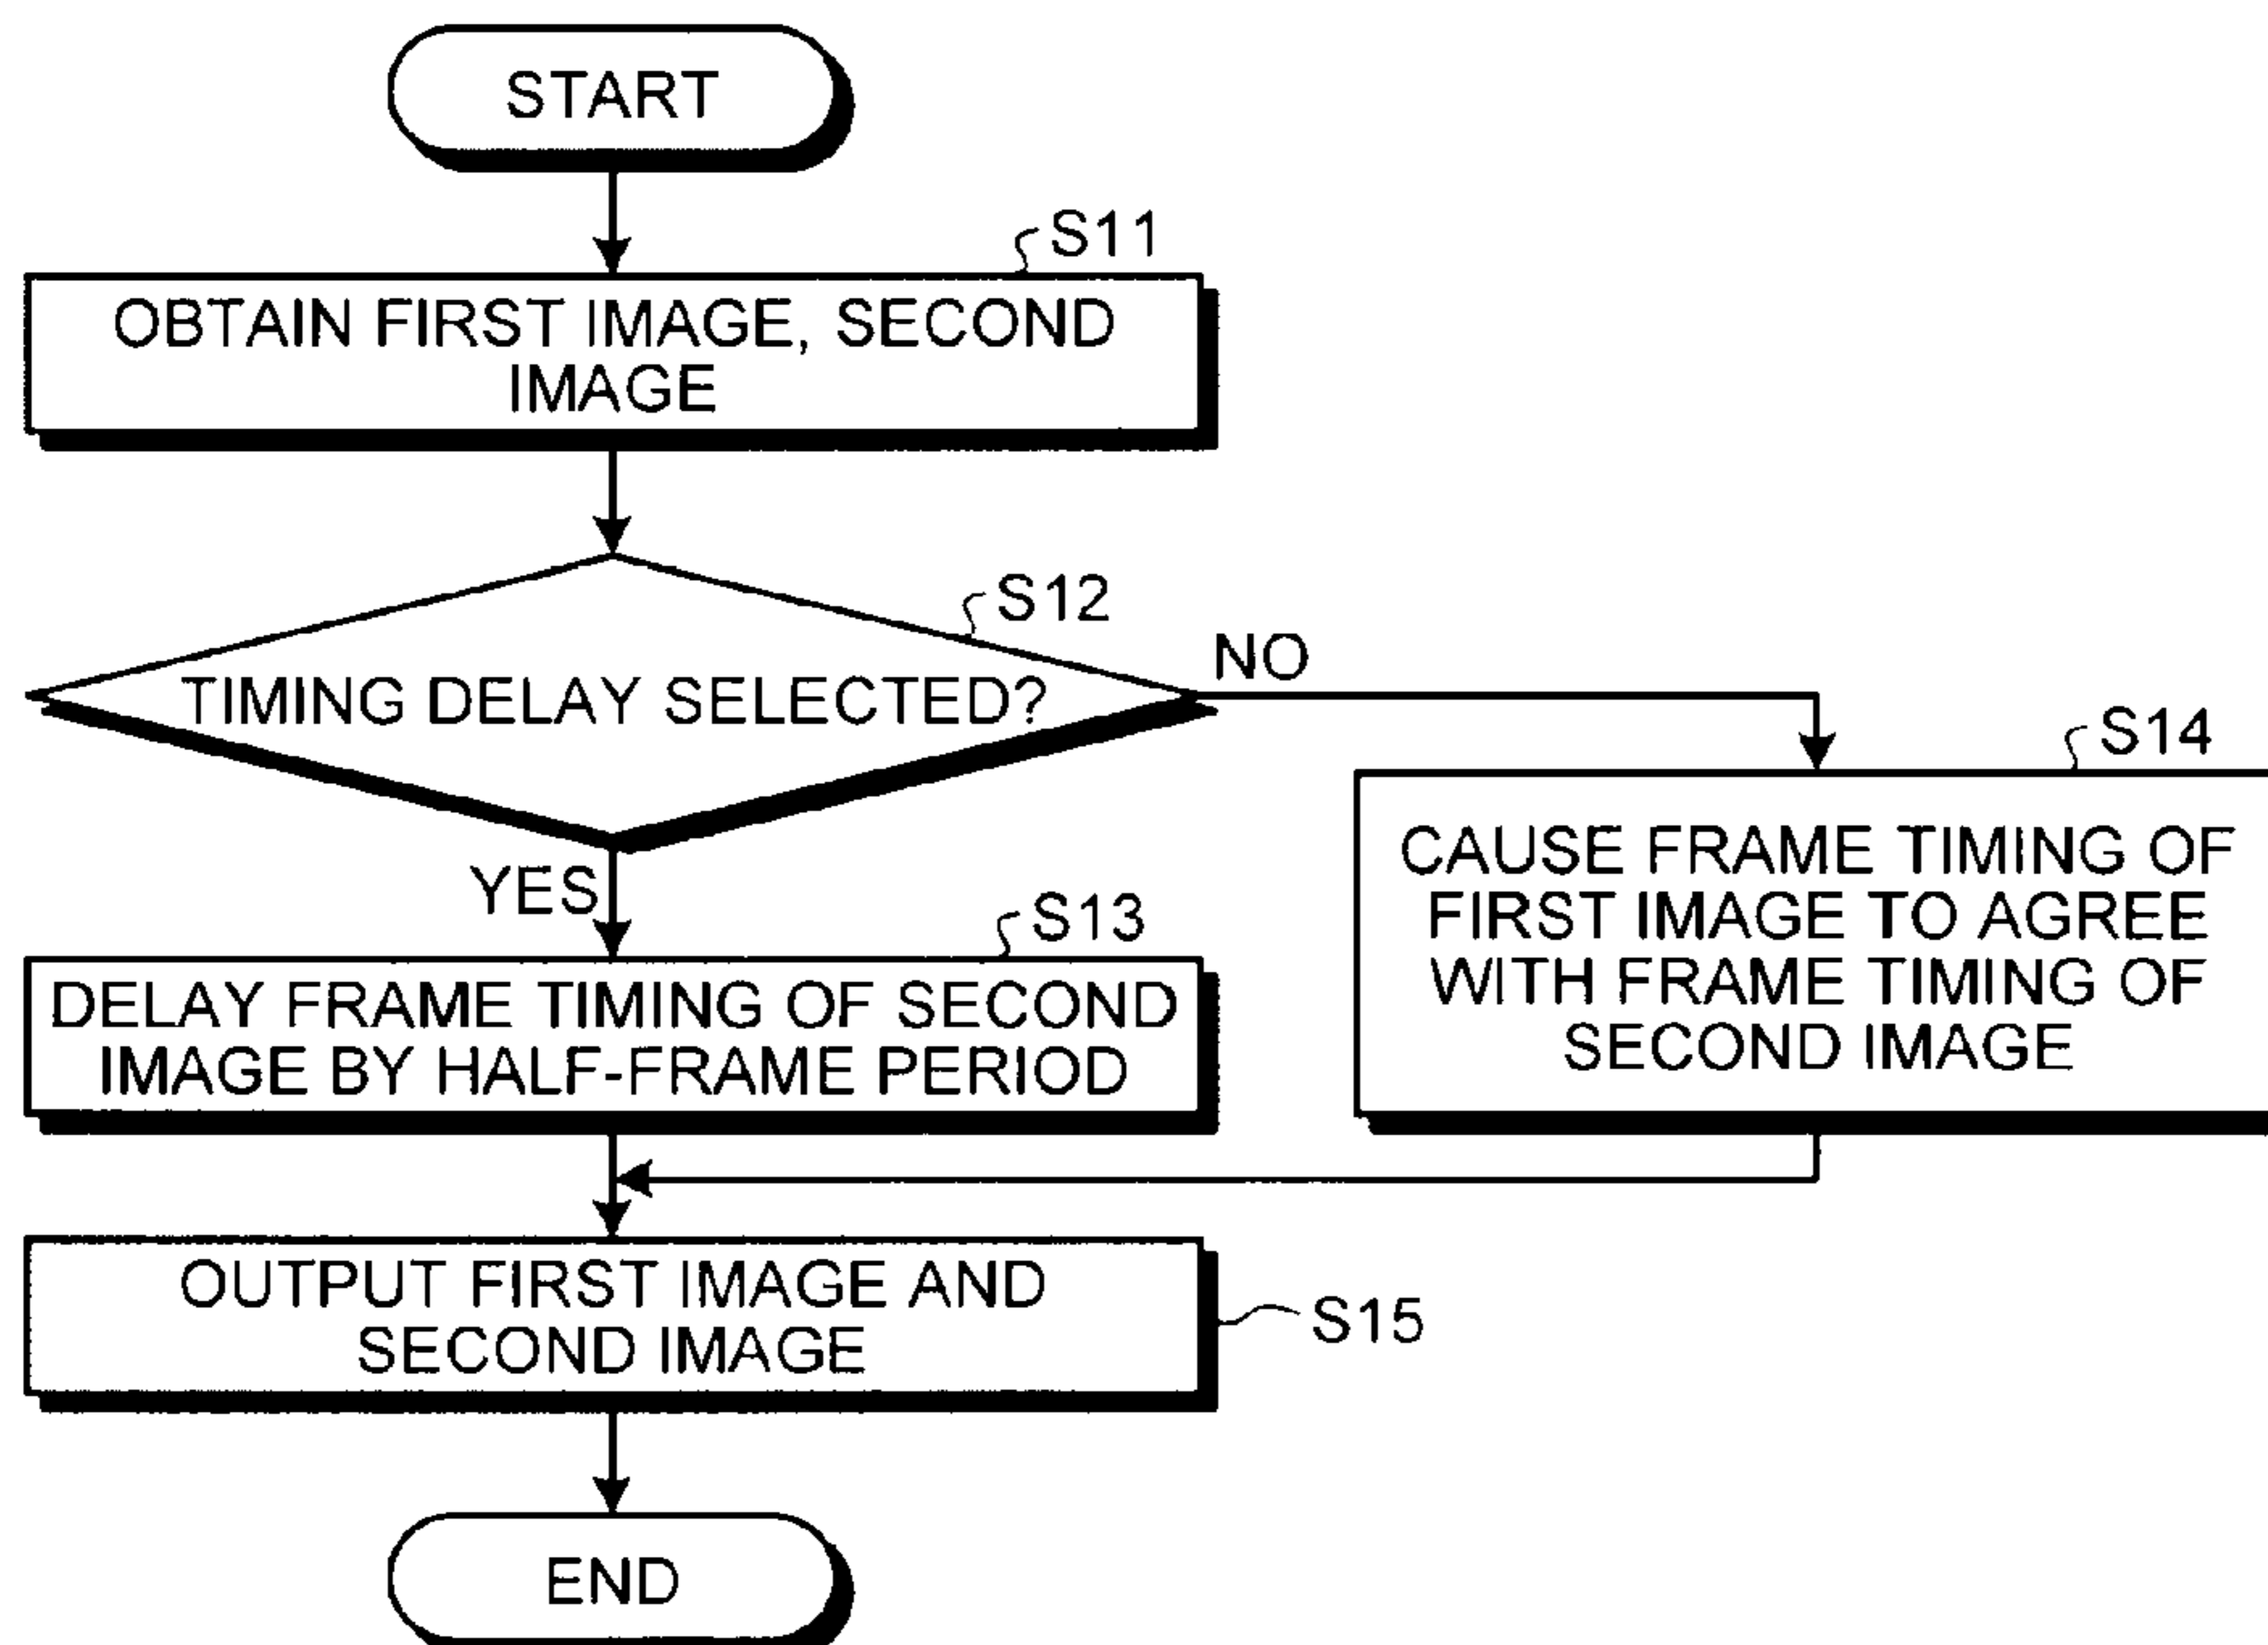 START
S11
OBTAIN FIRST IMAGE, SECOND
IMAGE
S12
TIMING DELAY SELECTED?
NO
YES
S14
CAUSE FRAME TIMING OF
FIRST IMAGE TO AGREE
WITH FRAME TIMING OF
SECOND IMAGE
S13
DELAY FRAME TIMING OF SECOND
IMAGE BY HALF-FRAME PERIOD
OUTPUT FIRST IMAGE AND
SECOND IMAGE
S15
END